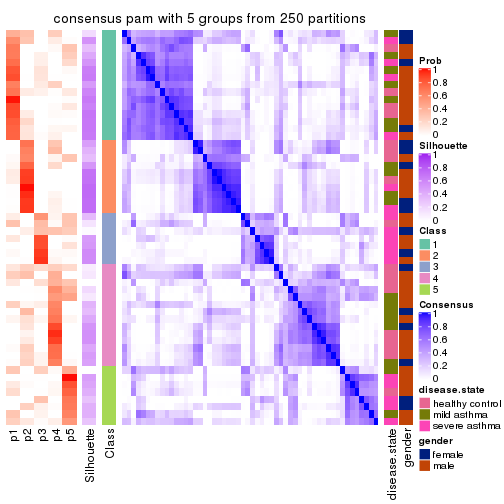 consensus pam with 5 groups from 250 partitions
Prob
1
0.8
0.6
0.4
0.2
0
Silhouette
1
0.8
0.6
0.4
0.2
0
Class
1
2
3
4
5
Consensus
1
0.8
0.6
0.4
0.2
0
disease.state
healthy control
mild asthma
severe asthma
gender
female
male
p1
p2
p3
p4
p5
Silhouette
Class
disease.state
gender